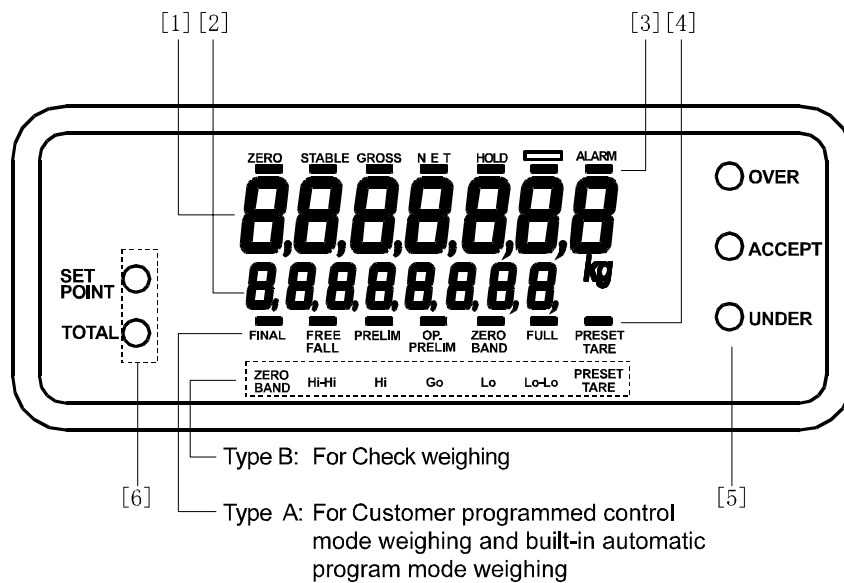 [1] [2] [3] [4]
ZERO STABLE GROSS N E T HOLD ALARM
8,8,8,8,8,8,8
kg
8,8,8,8,8,8,8,8,
SET
POINT
TOTAL
OVER
ACCEPT
UNDER
FINAL FREE FALL PRELIM OP. PRELIM ZERO BAND FULL PRESET TARE
ZERO BAND Hi-Hi Hi Go Lo Lo-Lo PRESET TARE
[6] [5]
Type B: For Check weighing
Type A: For Customer programmed control
mode weighing and built-in automatic
program mode weighing